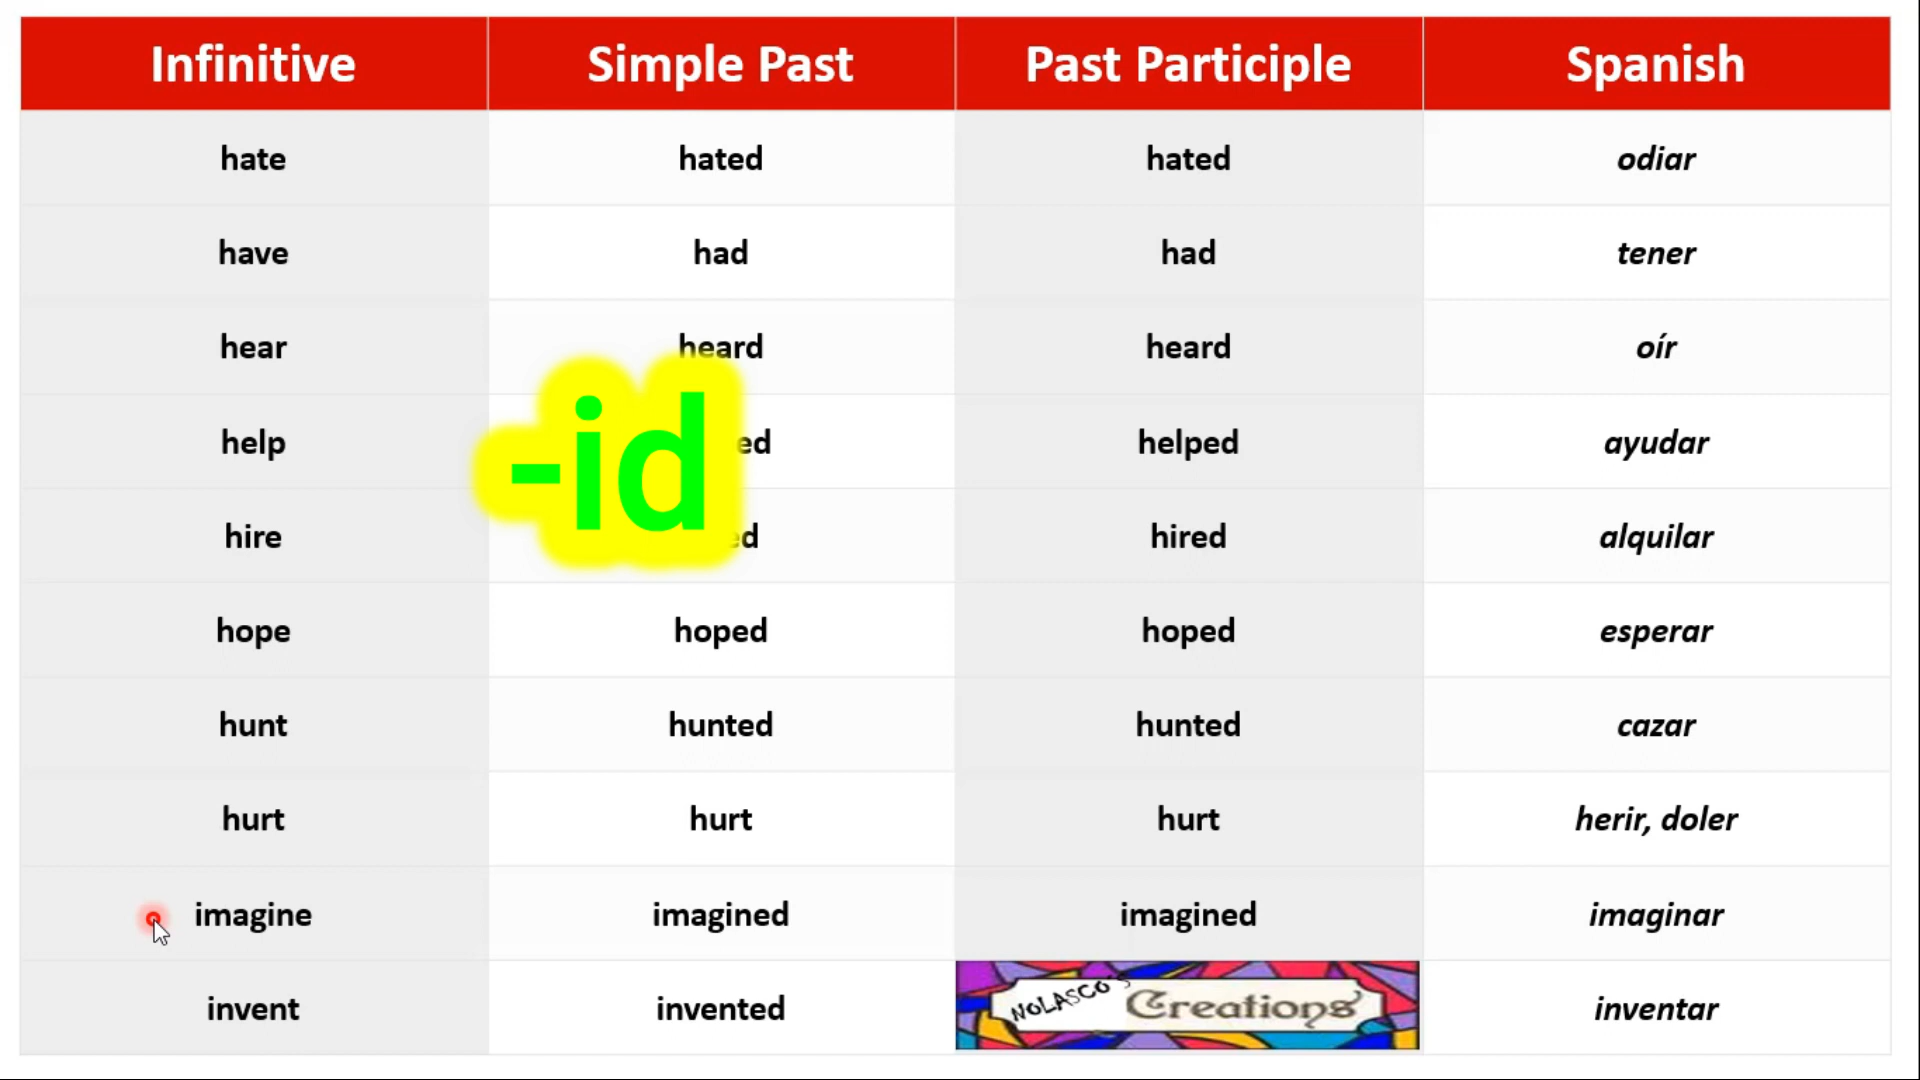 Infinitive Simple Past Past Participle Spanish
hate hated hated odiar
have had had tener
hear heard heard oír
help ed helped ayudar
hire ed hired alquilar
-id
hope hoped hoped esperar
hunt hunted hunted cazar
hurt hurt hurt herir, doler
imagine imagined imagined imaginar
invent invented NOLASCO'S Creations inventar